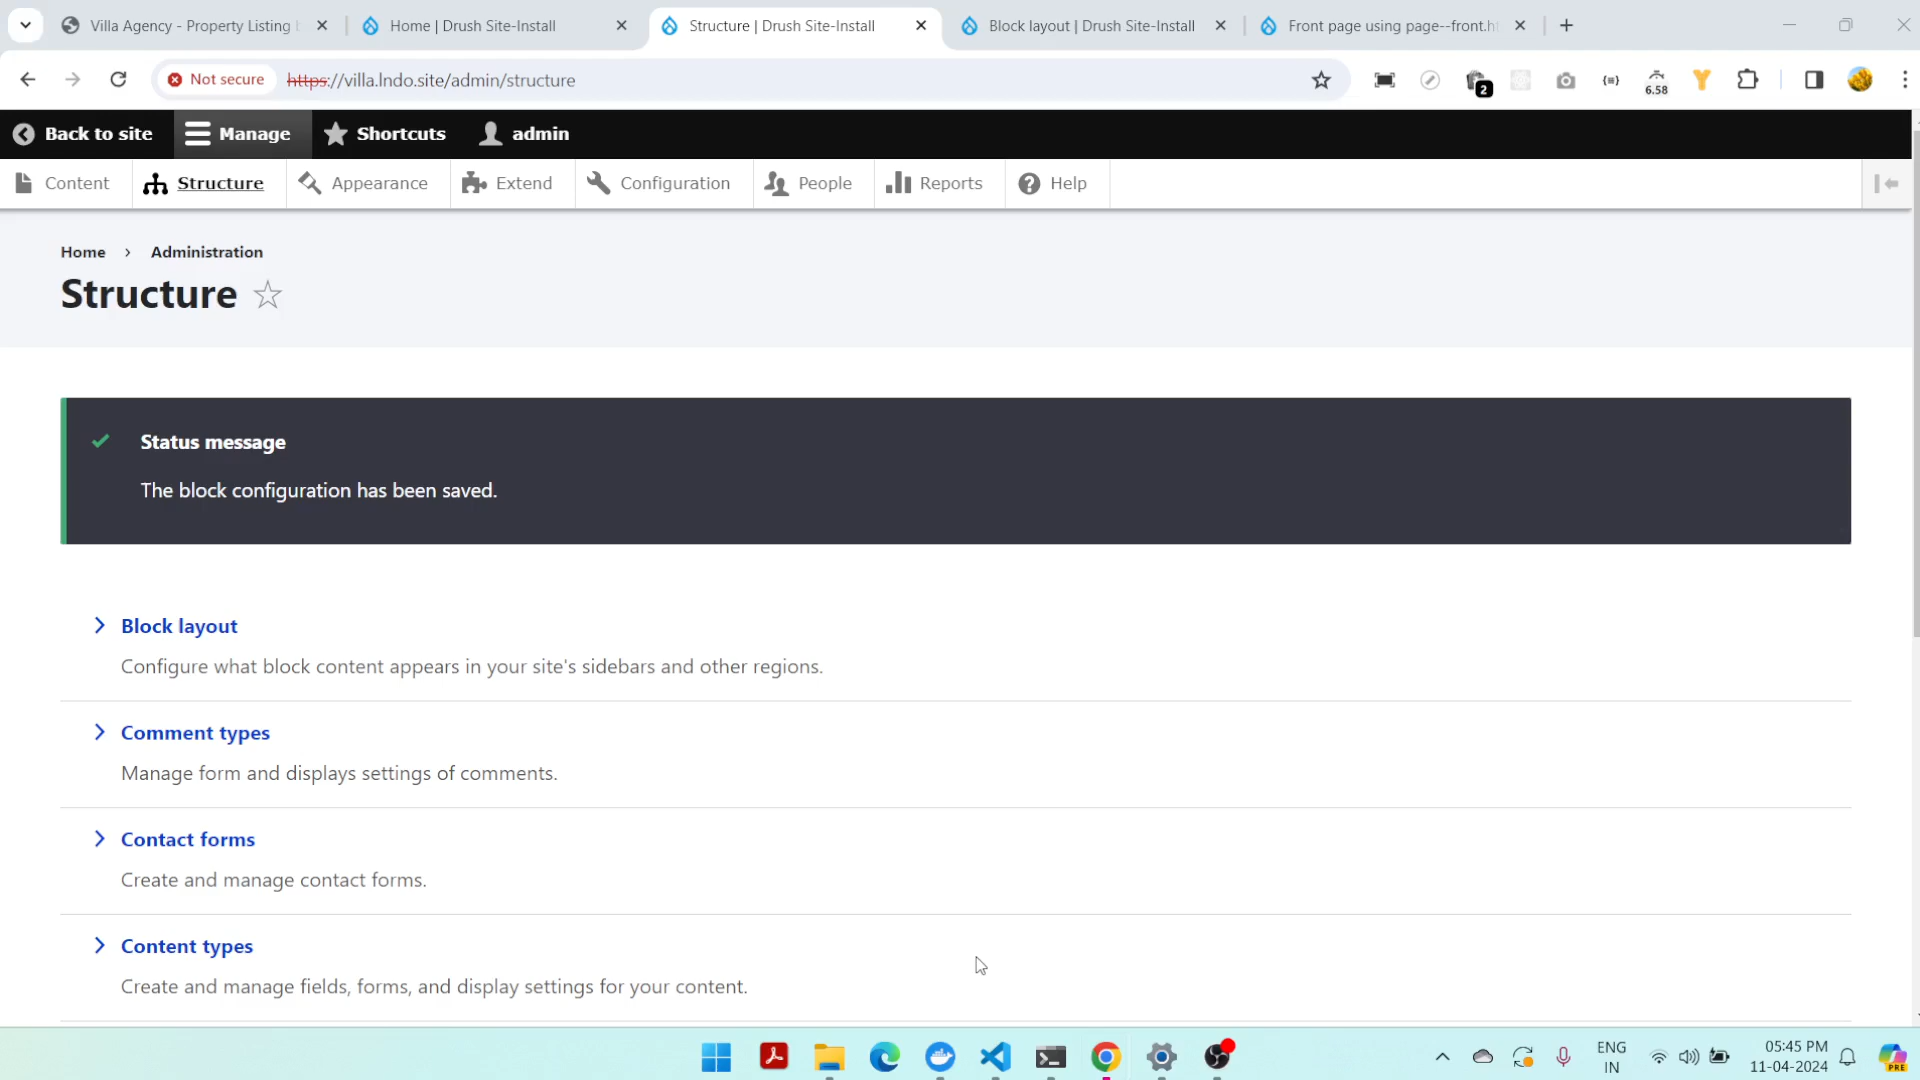 Villa Agency - Property Listing
Home | Drush Site-Install
Structure | Drush Site-Install
Block layout | Drush Site-Install
Front page using page--front.h
Not secure
https://villa.lndo.site/admin/structure
2
6.58
Back to site
Manage
Shortcuts
admin
Content
Structure
Appearance
Extend
Configuration
People
Reports
Help
Home
Administration
Structure
Status message
The block configuration has been saved.
Block layout
Configure what block content appears in your site's sidebars and other regions.
Comment types
Manage form and displays settings of comments.
Contact forms
Create and manage contact forms.
Content types
Create and manage fields, forms, and display settings for your content.
ENG
IN
05:45 PM
11-04-2024
PRE